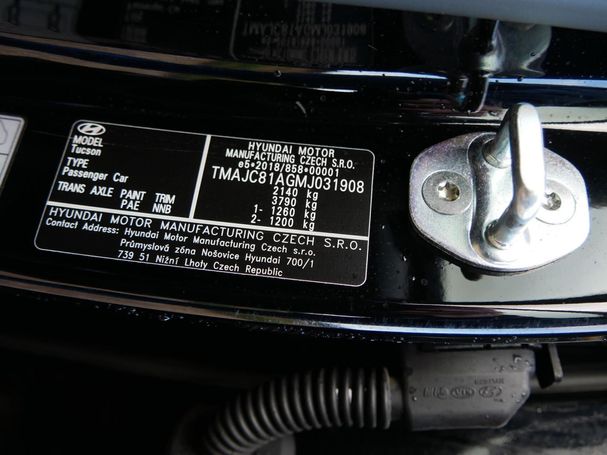 MODEL
Tucson
TYPE
Passenger Car
TRANS AXLE PAINT TRIM
PAE NNB
HYUNDAI MOTOR
MANUFACTURING CZECH S.R.O.
e5*2018/858*00001
TMAJC81AGMJ031908
2140 kg
3790 kg
1- 1260 kg
2- 1200 kg
HYUNDAI MOTOR MANUFACTURING CZECH S.R.O.
Contact Address: Hyundai Motor Manufacturing Czech s.r.o.
Průmyslová zóna Nošovice Hyundai 700/1
739 51 Nižní Lhoty Czech Republic